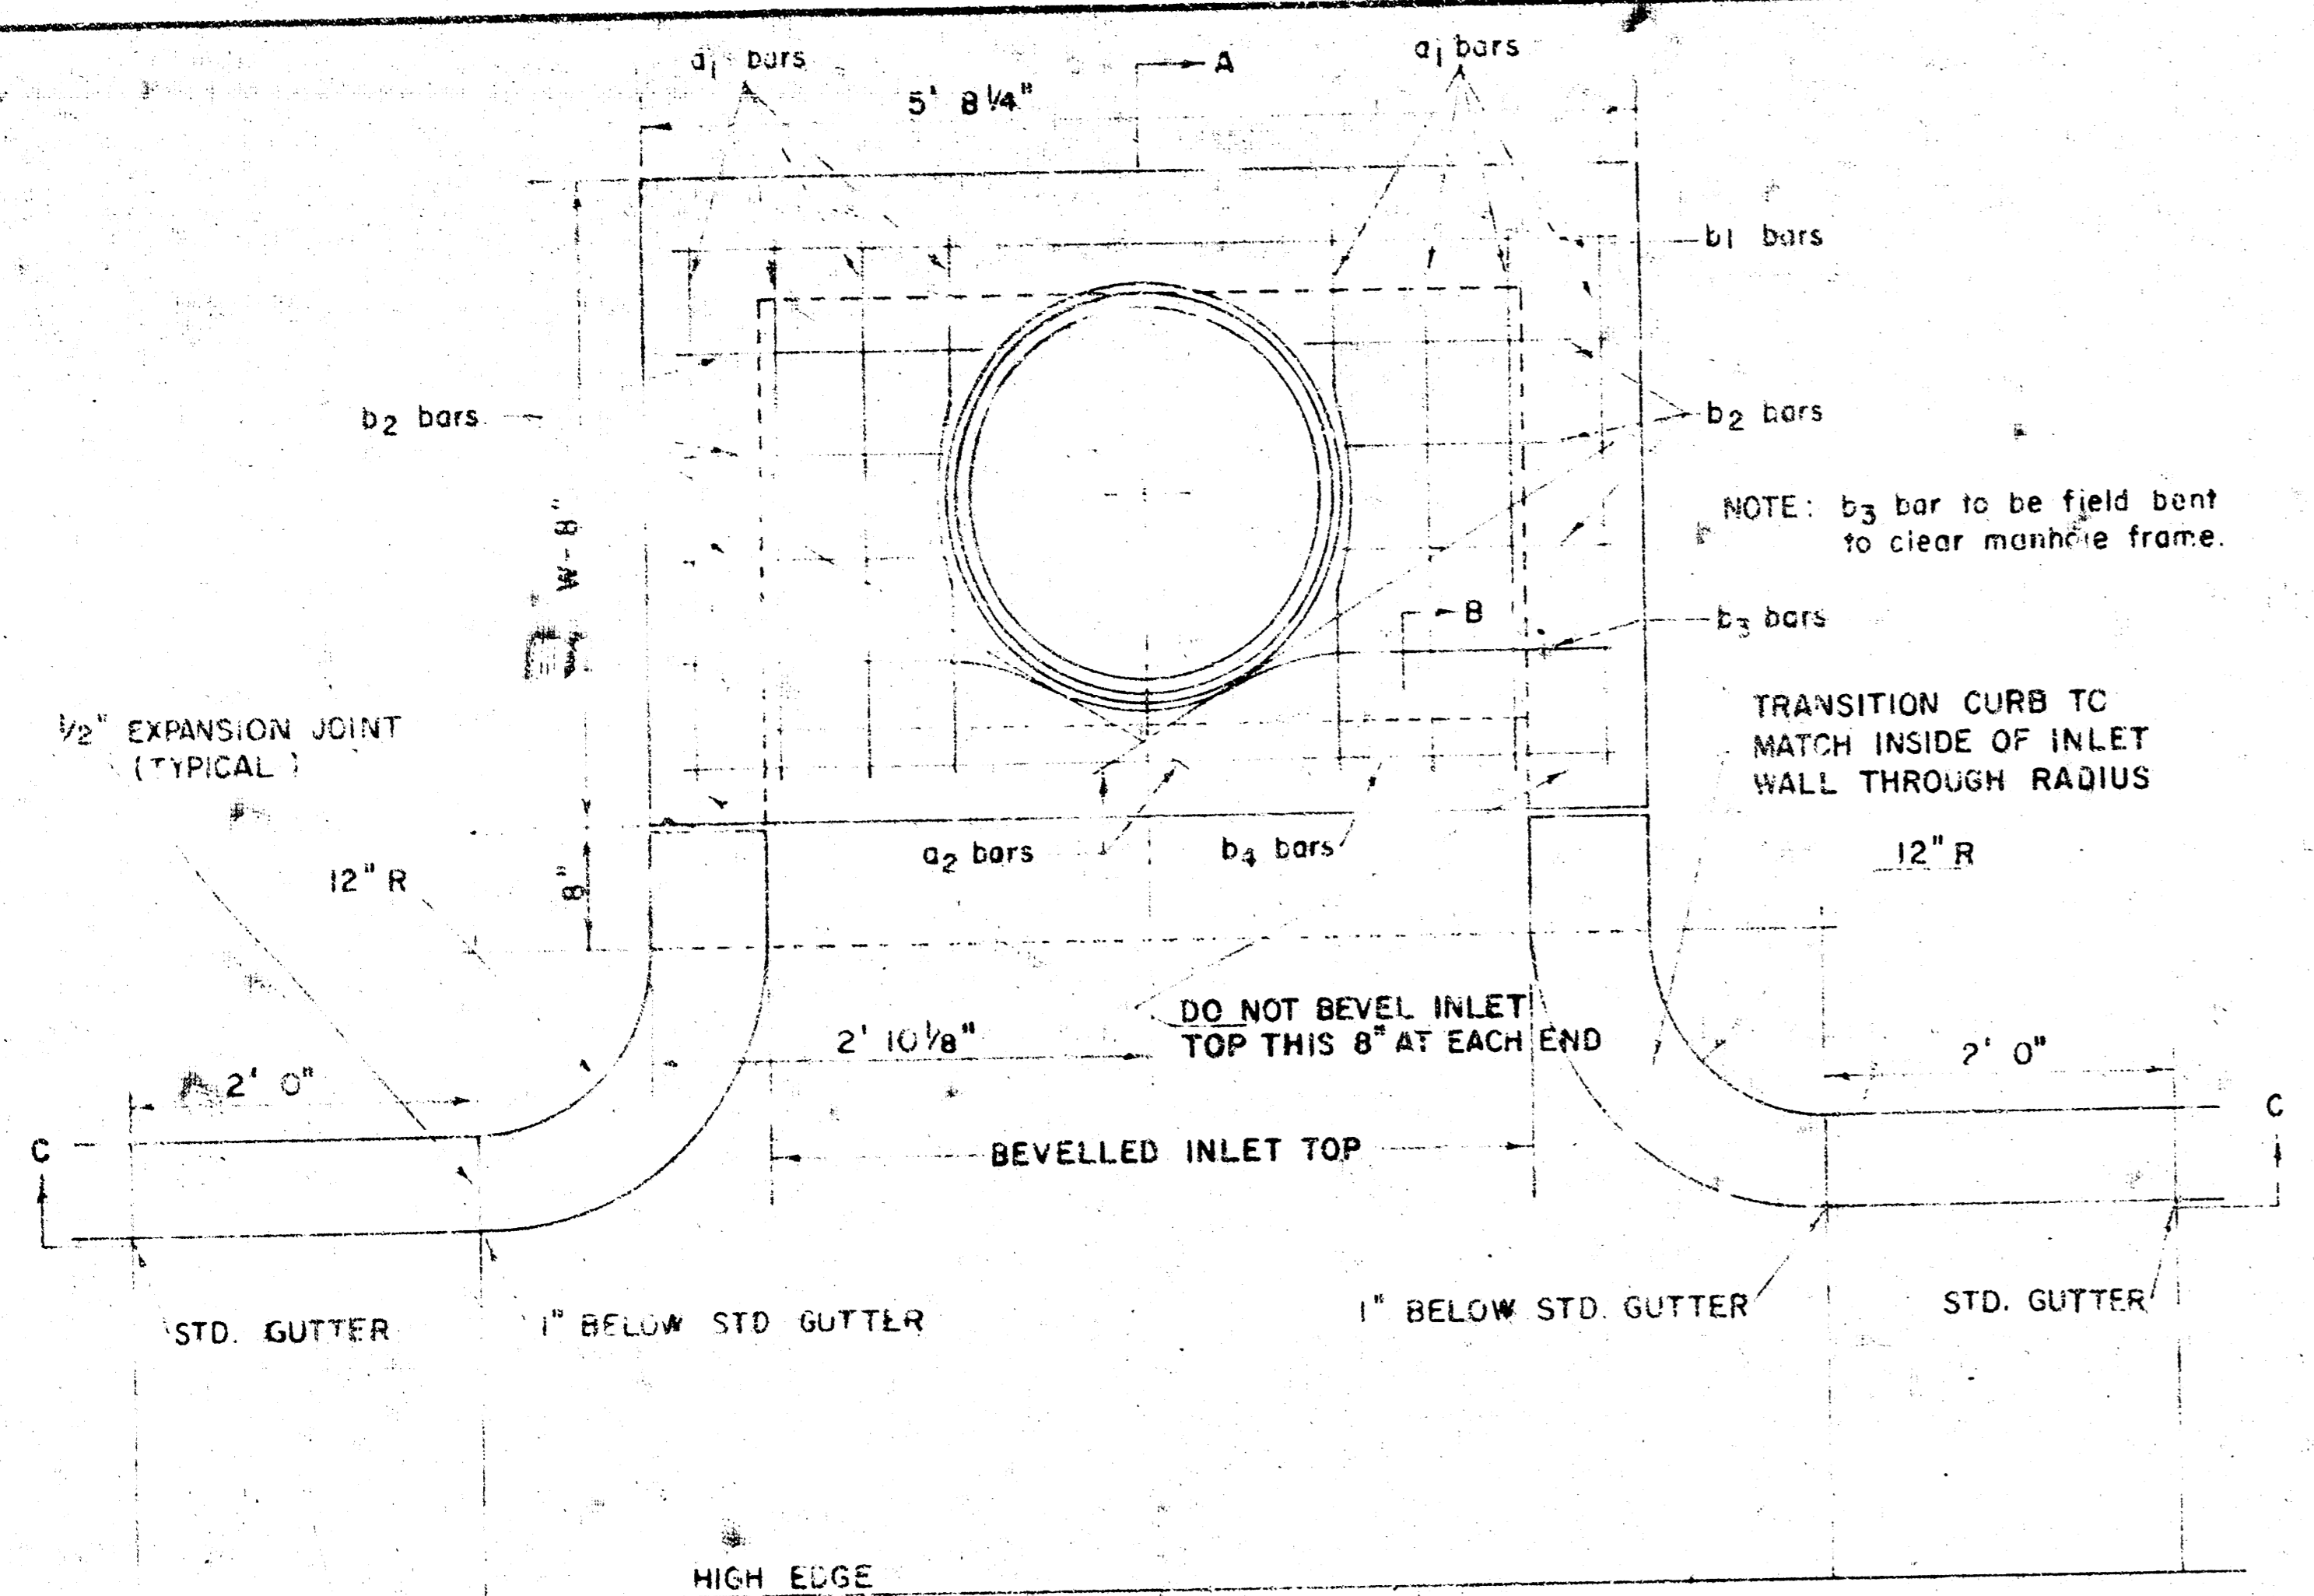 a1 bars
a1 bars
A
5' 8 1/4"
b1 bars
b2 bars
b2 bars
NOTE: b3 bar to be field bent
to clear manhole frame.
W-8"
B
b3 bars
1/2" EXPANSION JOINT
(TYPICAL)
TRANSITION CURB TO
MATCH INSIDE OF INLET
WALL THROUGH RADIUS
12" R
8"
a2 bars
b4 bars
12" R
DO NOT BEVEL INLET
TOP THIS 8" AT EACH END
2' 10 1/8"
2' 0"
2' 0"
C
C
BEVELLED INLET TOP
STD. GUTTER
1" BELOW STD GUTTER
1" BELOW STD. GUTTER
STD. GUTTER
HIGH EDGE